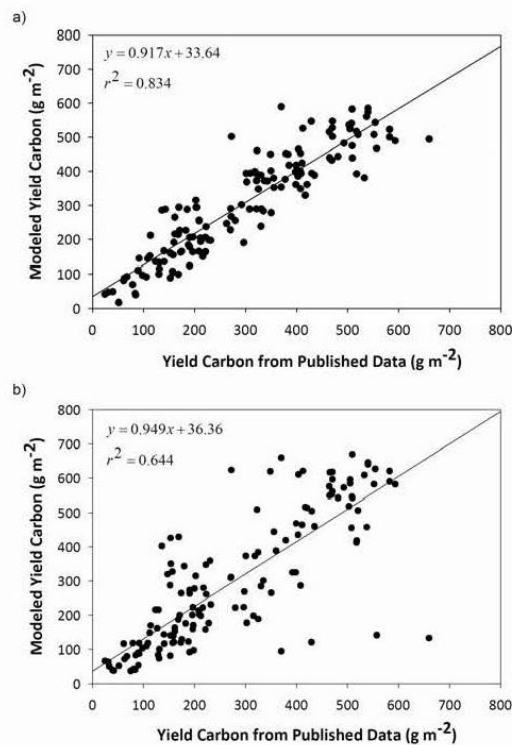 a)
800
y = 0.917x + 33.64
700
r² = 0.834
600
500
400
300
200
100
0
Modeled Yield Carbon (g m⁻²)
0 100 200 300 400 500 600 700 800
Yield Carbon from Published Data (g m⁻²)
b)
800
y = 0.949x + 36.36
700
r² = 0.644
600
500
400
300
200
100
0
Modeled Yield Carbon (g m⁻²)
0 100 200 300 400 500 600 700 800
Yield Carbon from Published Data (g m⁻²)